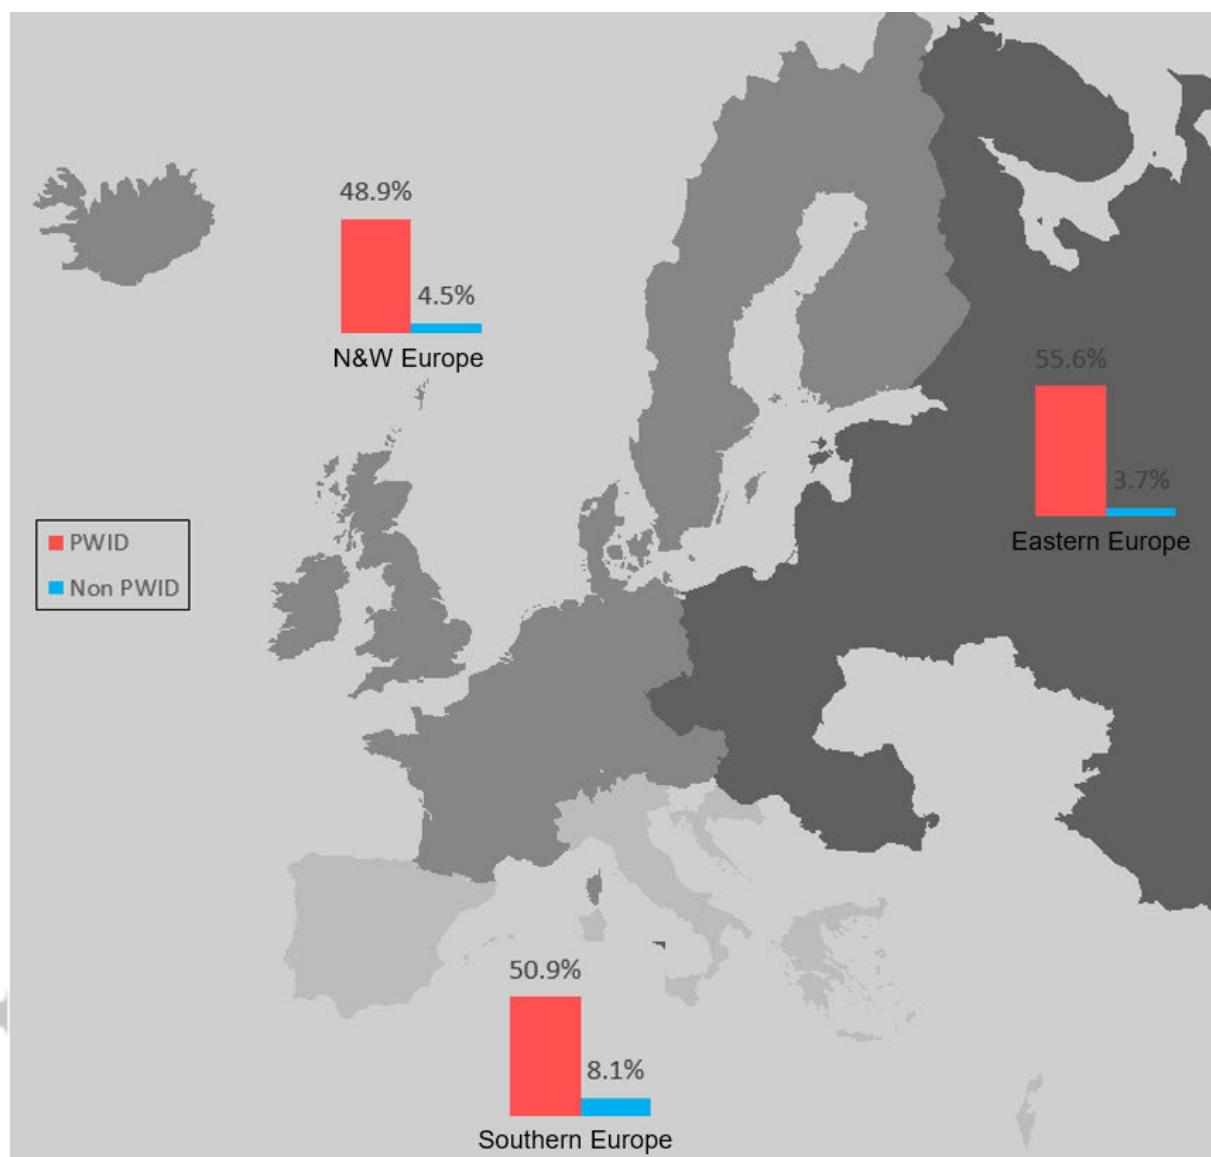 48.9%
4.5%
N&W Europe
55.6%
3.7%
Eastern Europe
PWID
Non PWID
50.9%
8.1%
Southern Europe